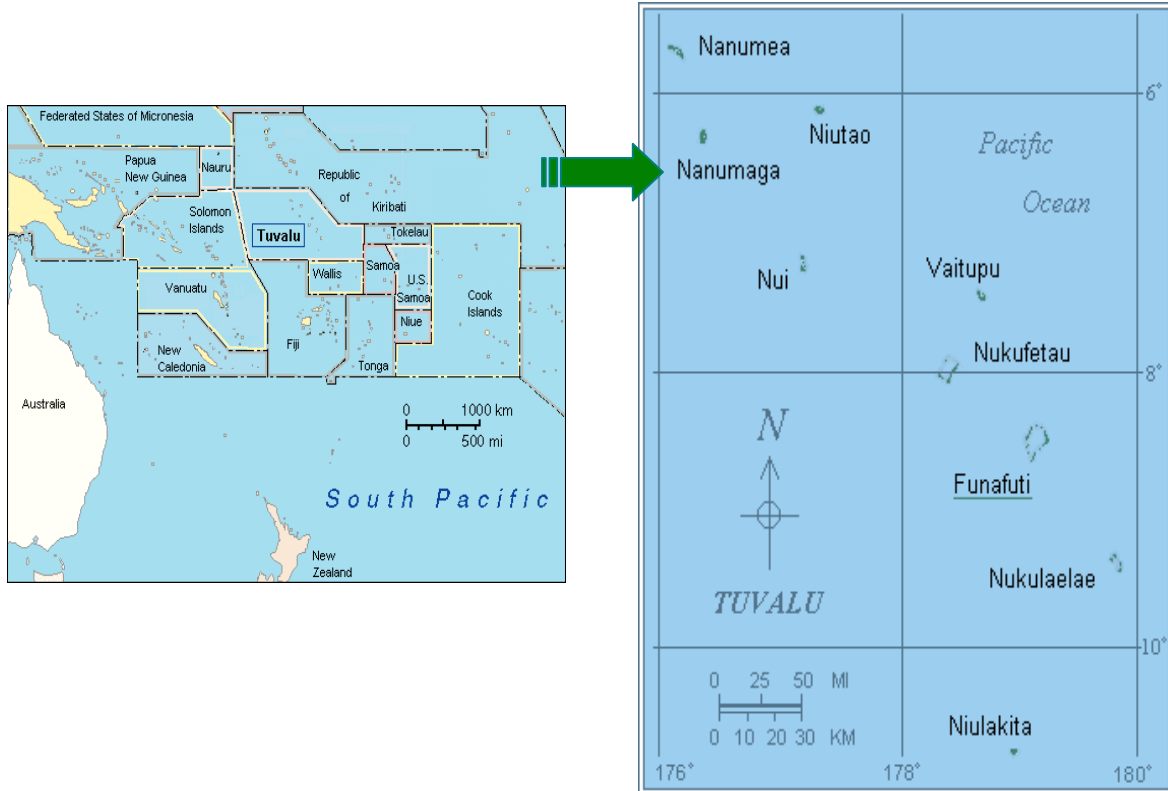 Federated States of Micronesia
Papua
New Guinea
Nauru
Republic
of
Kiribati
Solomon
Islands
Tuvalu
Tokelau
Wallis
Samoa
U.S.
Samoa
Vanuatu
Cook
Islands
Niue
Fiji
New
Caledonia
Tonga
Australia
0 1000 km
0 500 mi
South Pacific
New
Zealand
Nanumea
6°
Niutao
Pacific
Nanumaga
Ocean
Nui
Vaitupu
Nukufetau
8°
N
Funafuti
Nukulaelae
TUVALU
10°
0 25 50 MI
0 10 20 30 KM
Niulakita
176° 178° 180°